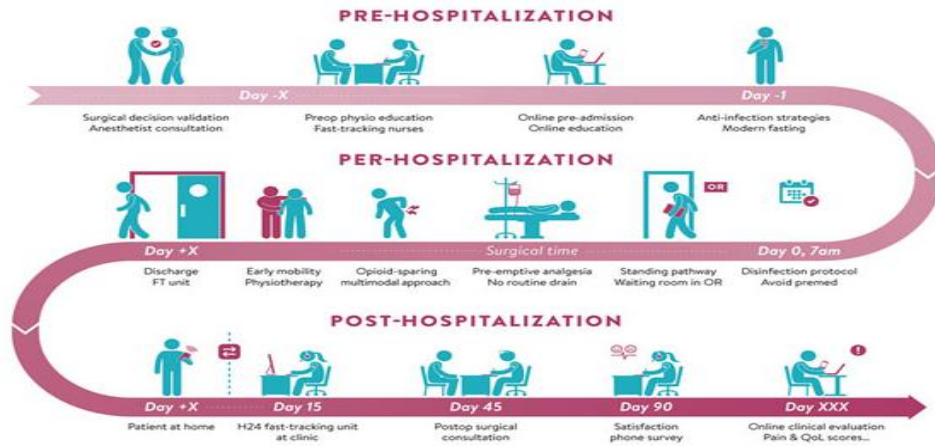 PRE-HOSPITALIZATION
Day -X
Day -1
Surgical decision validation
Anesthetist consultation
Preop physio education
Fast-tracking nurses
Online pre-admission
Online education
Anti-infection strategies
Modern fasting
PER-HOSPITALIZATION
OR
Day +X
Surgical time
Day 0, 7am
Discharge
FT unit
Early mobility
Physiotherapy
Opioid-sparing
multimodal approach
Pre-emptive analgesia
No routine drain
Standing pathway
Waiting room in OR
Disinfection protocol
Avoid premed
POST-HOSPITALIZATION
Day +X
Day 15
Day 45
Day 90
Day XXX
Patient at home
H24 fast-tracking unit
at clinic
Postop surgical
consultation
Satisfaction
phone survey
Online clinical evaluation
Pain & QoL scores...